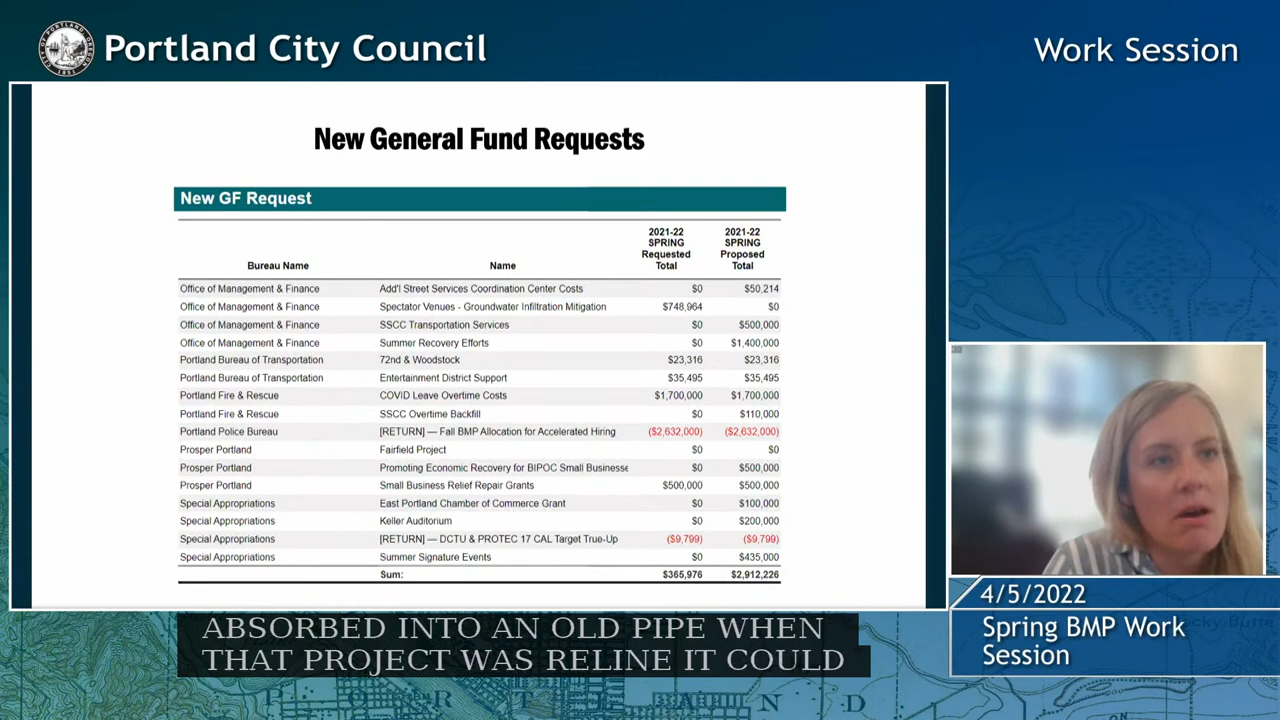 Portland City Council
Work Session
New General Fund Requests
New GF Request
Bureau Name Name 2021-22 SPRING Requested Total 2021-22 SPRING Proposed Total
Office of Management & Finance Add'l Street Services Coordination Center Costs $0 $50,214
Office of Management & Finance Spectator Venues - Groundwater Infiltration Mitigation $748,964 $0
Office of Management & Finance SSCC Transportation Services $0 $500,000
Office of Management & Finance Summer Recovery Efforts $0 $1,400,000
Portland Bureau of Transportation 72nd & Woodstock $23,316 $23,316
Portland Bureau of Transportation Entertainment District Support $35,495 $35,495
Portland Fire & Rescue COVID Leave Overtime Costs $1,700,000 $1,700,000
Portland Fire & Rescue SSCC Overtime Backfill $0 $110,000
Portland Police Bureau [RETURN] — Fall BMP Allocation for Accelerated Hiring ($2,632,000) ($2,632,000)
Prosper Portland Fairfield Project $0 $0
Prosper Portland Promoting Economic Recovery for BIPOC Small Businesse $0 $500,000
Prosper Portland Small Business Relief Repair Grants $500,000 $500,000
Special Appropriations East Portland Chamber of Commerce Grant $0 $100,000
Special Appropriations Keller Auditorium $0 $200,000
Special Appropriations [RETURN] — DCTU & PROTEC 17 CAL Target True-Up ($9,799) ($9,799)
Special Appropriations Summer Signature Events $0 $435,000
Sum: $365,976 $2,912,226
4/5/2022
Spring BMP Work
Session
ABSORBED INTO AN OLD PIPE WHEN
THAT PROJECT WAS RELINE IT COULD